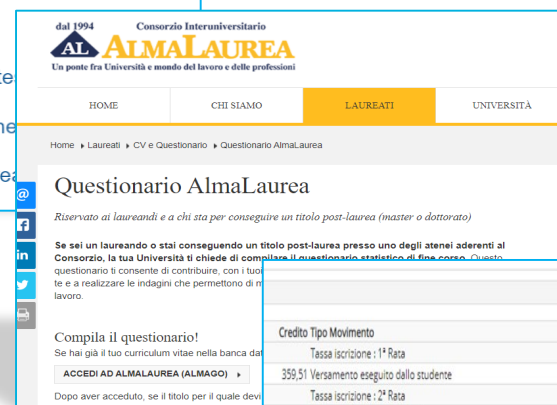 dal 1994 Consorzio Interuniversitario
AL ALMALAUREA
Un ponte fra Università e mondo del lavoro e delle professioni
HOME CHI SIAMO LAUREATI UNIVERSITÀ
Home ▸ Laureati ▸ CV e Questionario ▸ Questionario AlmaLaurea
Questionario AlmaLaurea
Riservato ai laureandi e a chi sta per conseguire un titolo post-laurea (master o dottorato)
Se sei un laureando o stai conseguendo un titolo post-laurea presso uno degli atenei aderenti al
Consorzio, la tua Università ti chiede di compilare il questionario statistico di fine corso. Questo
questionario ti consente di contribuire, con i tuoi
te e a realizzare le indagini che permettono di
lavoro.
Compila il questionario!
Se hai già il tuo curriculum vitae nella banca
ACCEDI AD ALMALAUREA (ALMAGO) ▸
Dopo aver acceduto, se il titolo per il quale
Credito Tipo Movimento
Tassa iscrizione : 1ª Rata
359,51 Versamento eseguito dallo studente
Tassa iscrizione : 2ª Rata